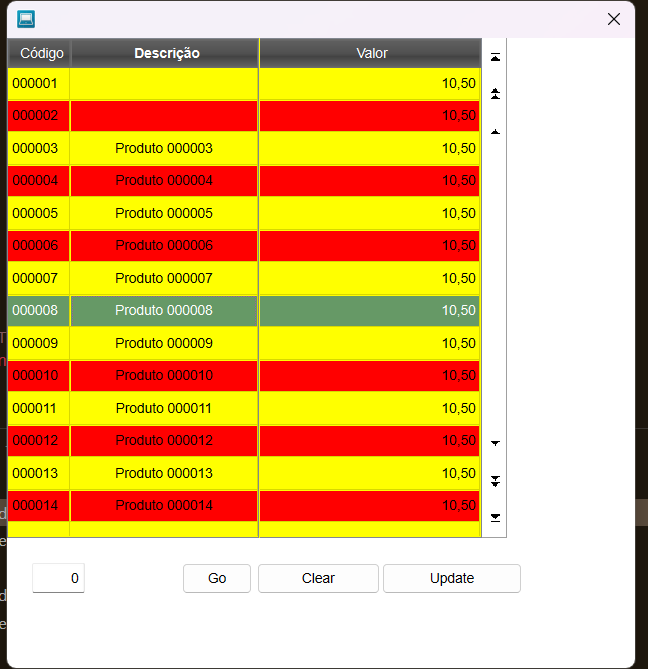 Código Descrição Valor
000001 10,50
000002 10,50
000003 Produto 000003 10,50
000004 Produto 000004 10,50
000005 Produto 000005 10,50
000006 Produto 000006 10,50
000007 Produto 000007 10,50
000008 Produto 000008 10,50
000009 Produto 000009 10,50
000010 Produto 000010 10,50
000011 Produto 000011 10,50
000012 Produto 000012 10,50
000013 Produto 000013 10,50
000014 Produto 000014 10,50
0 Go Clear Update